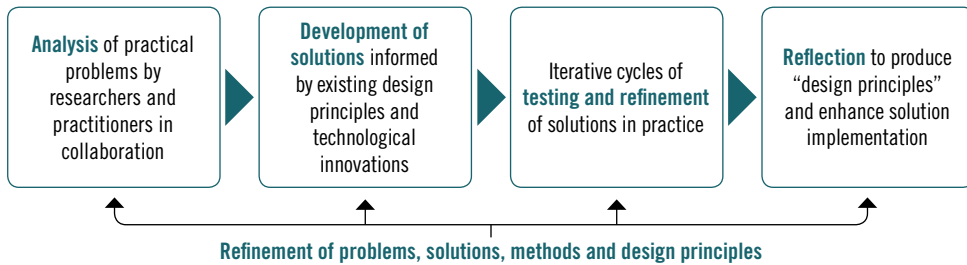 Analysis of practical
problems by
researchers and
practitioners in
collaboration
Development of
solutions informed
by existing design
principles and
technological
innovations
Iterative cycles of
testing and refinement
of solutions in practice
Reflection to produce
“design principles”
and enhance solution
implementation
Refinement of problems, solutions, methods and design principles